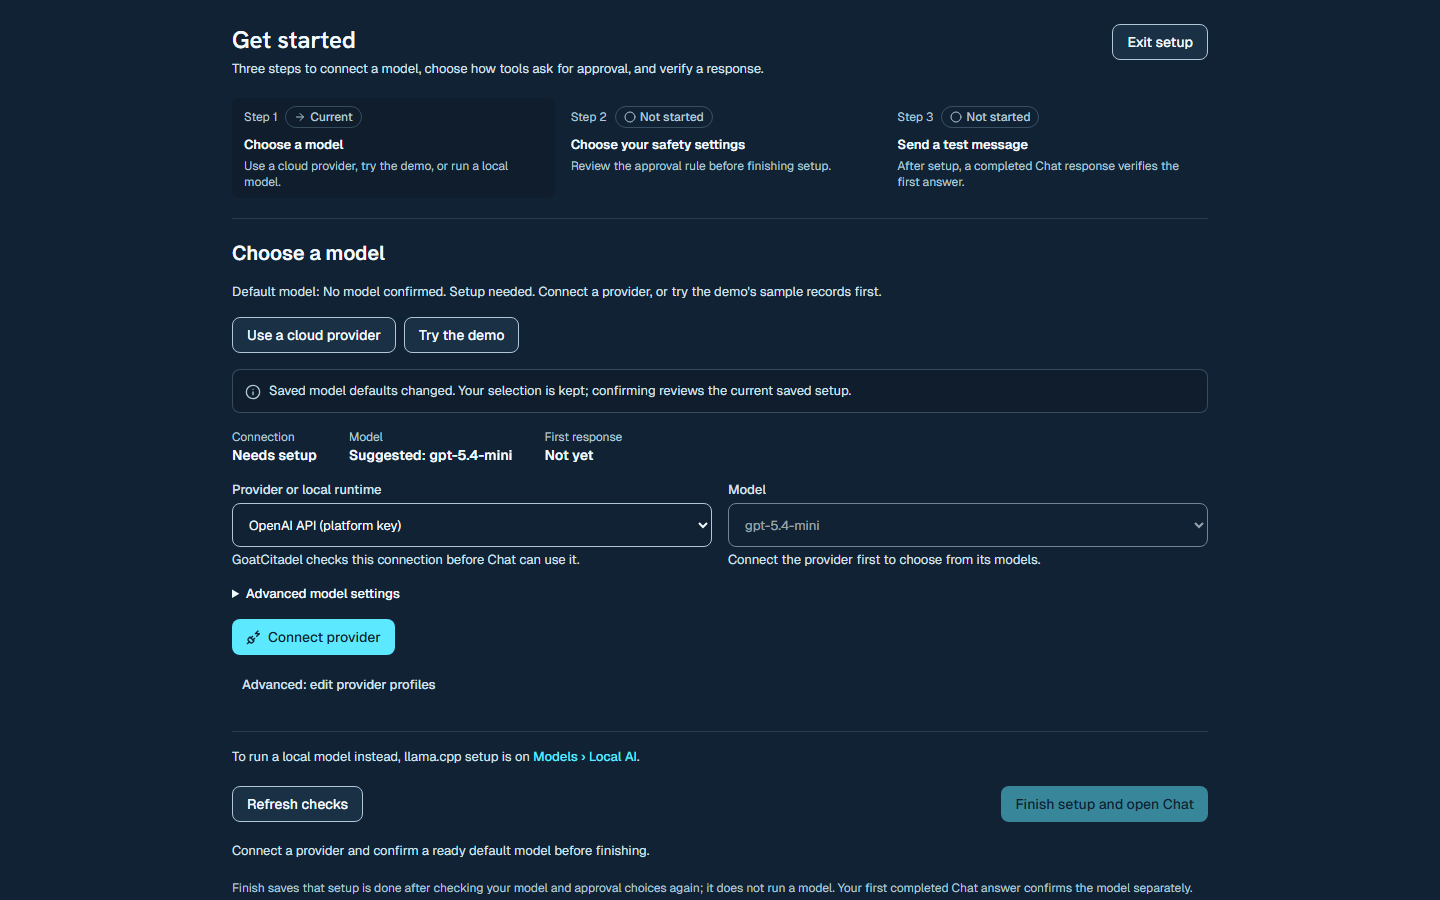 Get started
Exit setup
Three steps to connect a model, choose how tools ask for approval, and verify a response.
Step 1 → Current
Choose a model
Use a cloud provider, try the demo, or run a local
model.
Step 2 Not started
Choose your safety settings
Review the approval rule before finishing setup.
Step 3 Not started
Send a test message
After setup, a completed Chat response verifies the
first answer.
Choose a model
Default model: No model confirmed. Setup needed. Connect a provider, or try the demo's sample records first.
Use a cloud provider
Try the demo
Saved model defaults changed. Your selection is kept; confirming reviews the current saved setup.
Connection
Needs setup
Model
Suggested: gpt-5.4-mini
First response
Not yet
Provider or local runtime
OpenAI API (platform key)
GoatCitadel checks this connection before Chat can use it.
Model
gpt-5.4-mini
Connect the provider first to choose from its models.
Advanced model settings
Connect provider
Advanced: edit provider profiles
To run a local model instead, llama.cpp setup is on Models › Local AI.
Refresh checks
Finish setup and open Chat
Connect a provider and confirm a ready default model before finishing.
Finish saves that setup is done after checking your model and approval choices again; it does not run a model. Your first completed Chat answer confirms the model separately.